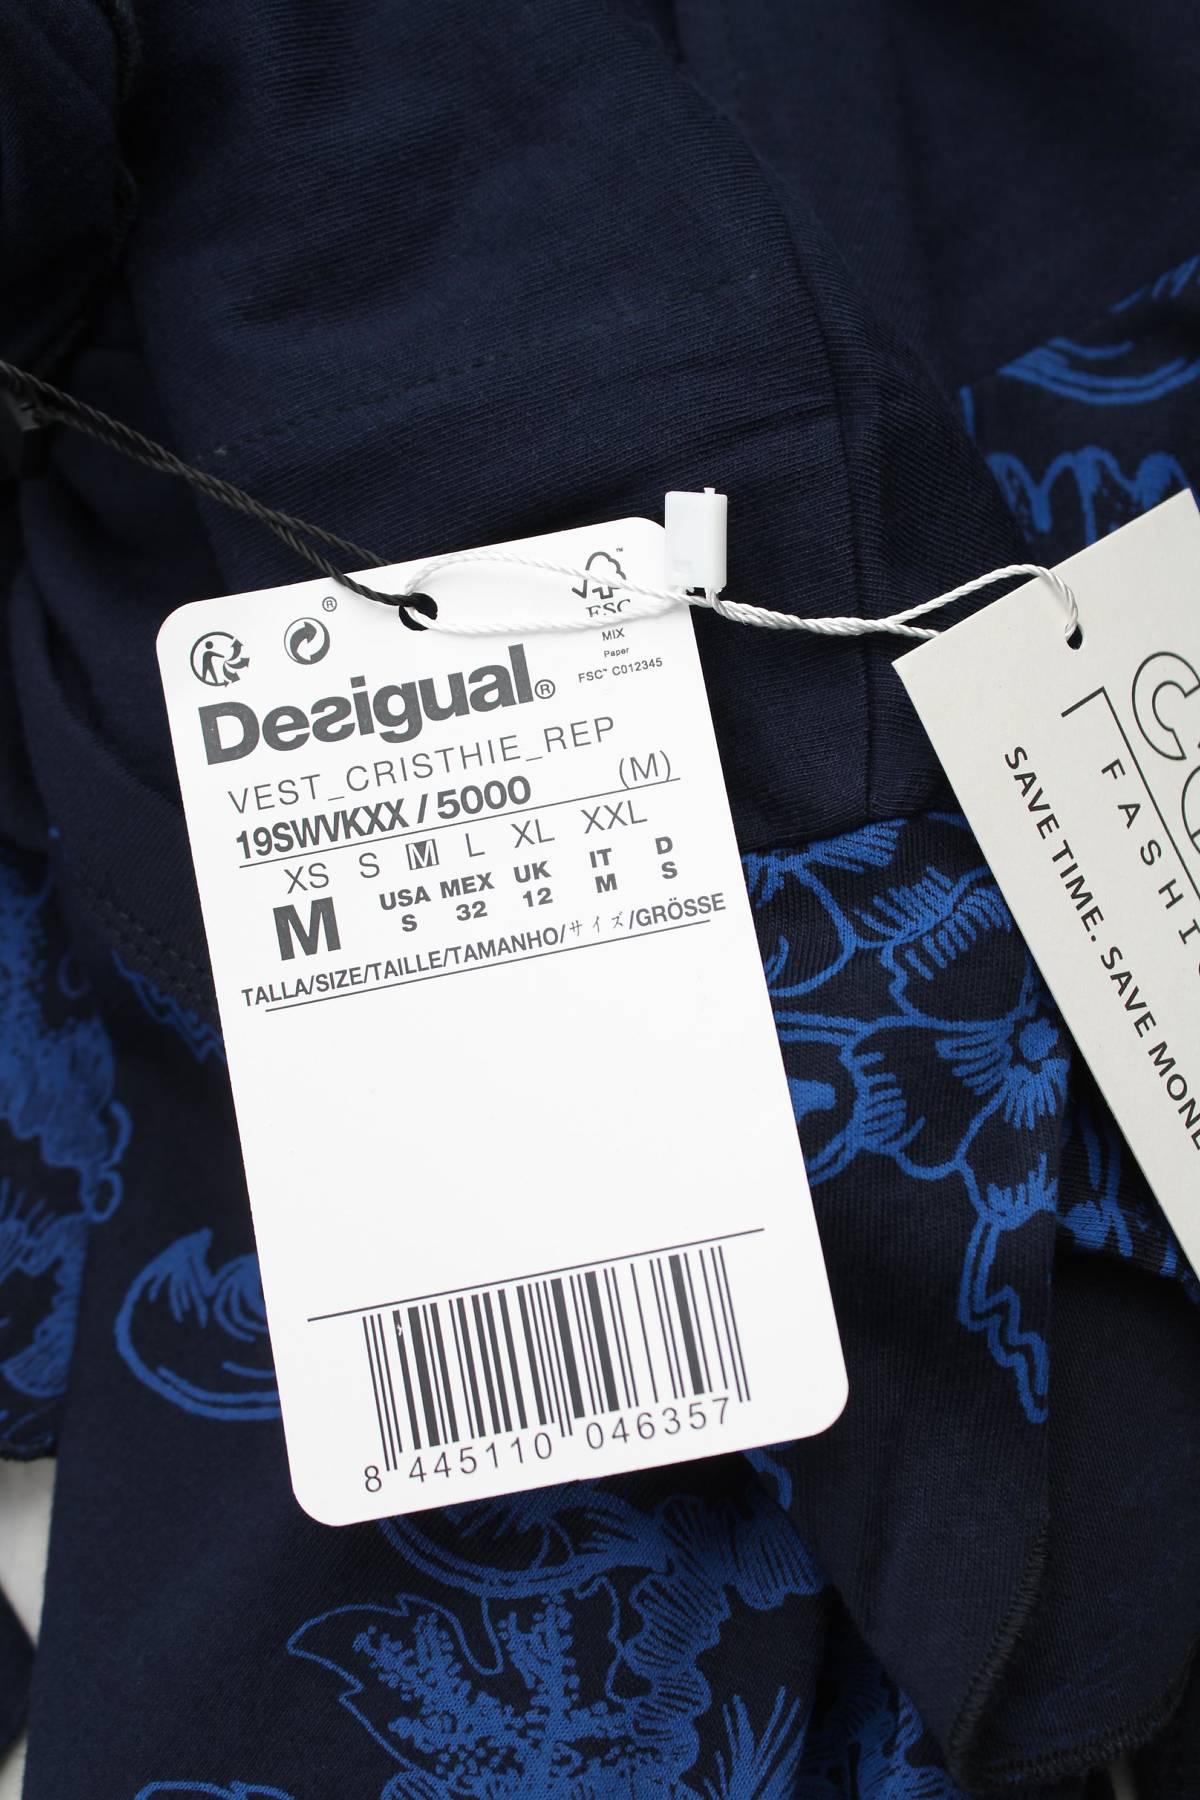 ®
FSC
™
MIX
Paper
FSC™ C012345
Desigual®
VEST_CRISTHIE_REP
19SWVKXX / 5000 (M)
XS S M L XL XXL
M
USA MEX UK IT D
S 32 12 M S
TALLA/SIZE/TAILLE/TAMANHO/サイズ/GRÖSSE
8 445110 046357
FASHI
SAVE TIME. SAVE MONE